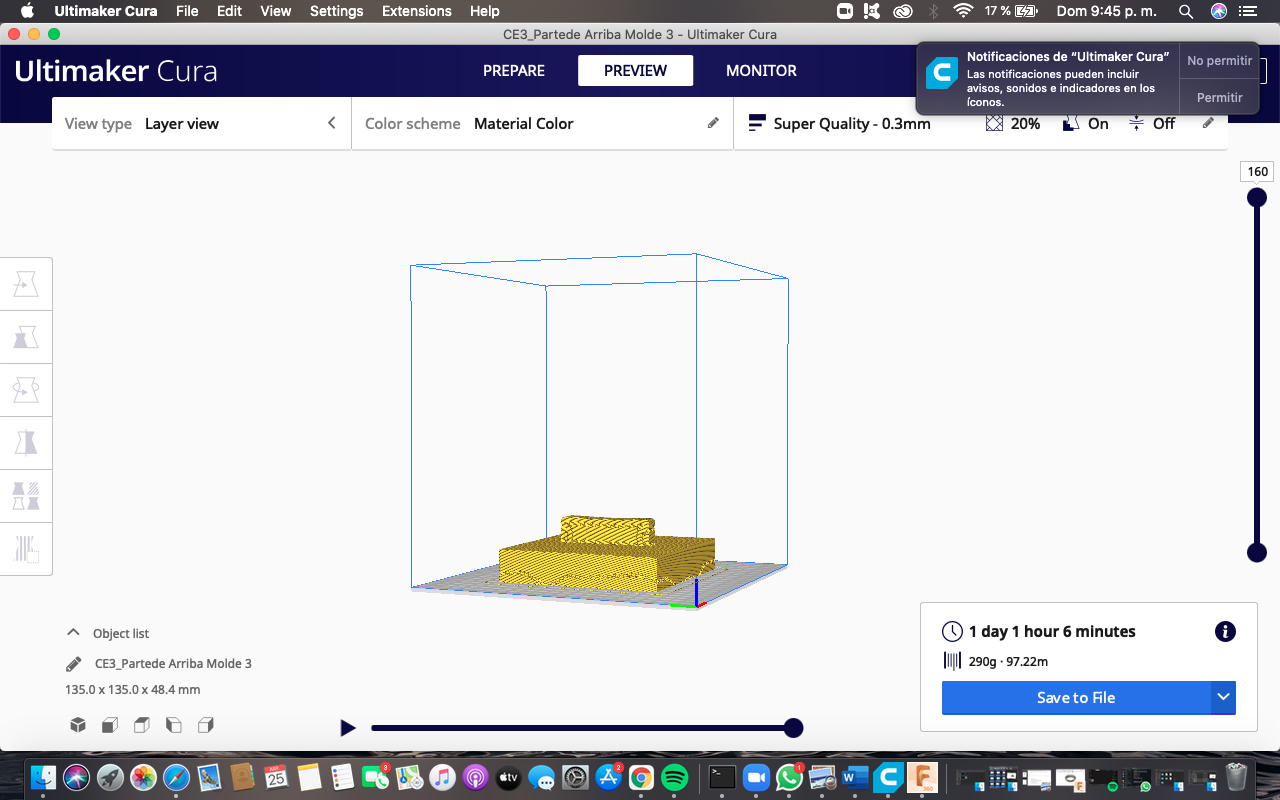 Ultimaker Cura File Edit View Settings Extensions Help 17 % Dom 9:45 p. m.
CE3_Partede Arriba Molde 3 - Ultimaker Cura
Ultimaker Cura PREPARE PREVIEW MONITOR
Notificaciones de “Ultimaker Cura”
Las notificaciones pueden incluir
avisos, sonidos e indicadores en los
íconos.
No permitir
Permitir
View type Layer view Color scheme Material Color Super Quality - 0.3mm 20% On Off
160
1 day 1 hour 6 minutes
290g · 97.22m
Save to File
Object list
CE3_Partede Arriba Molde 3
135.0 x 135.0 x 48.4 mm
3
25
tv
2
1
360